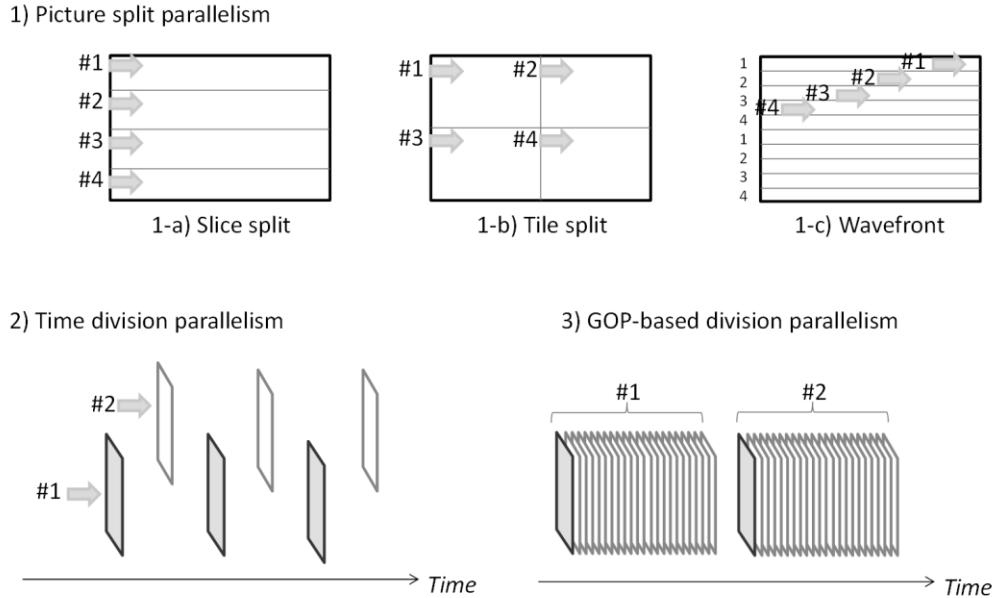 1) Picture split parallelism
#1
#2
#3
#4
1-a) Slice split
#1 #2
#3 #4
1-b) Tile split
1 #1
2 #2
3 #3
4 #4
1
2
3
4
1-c) Wavefront
2) Time division parallelism
#2
#1
Time
3) GOP-based division parallelism
#1 #2
Time